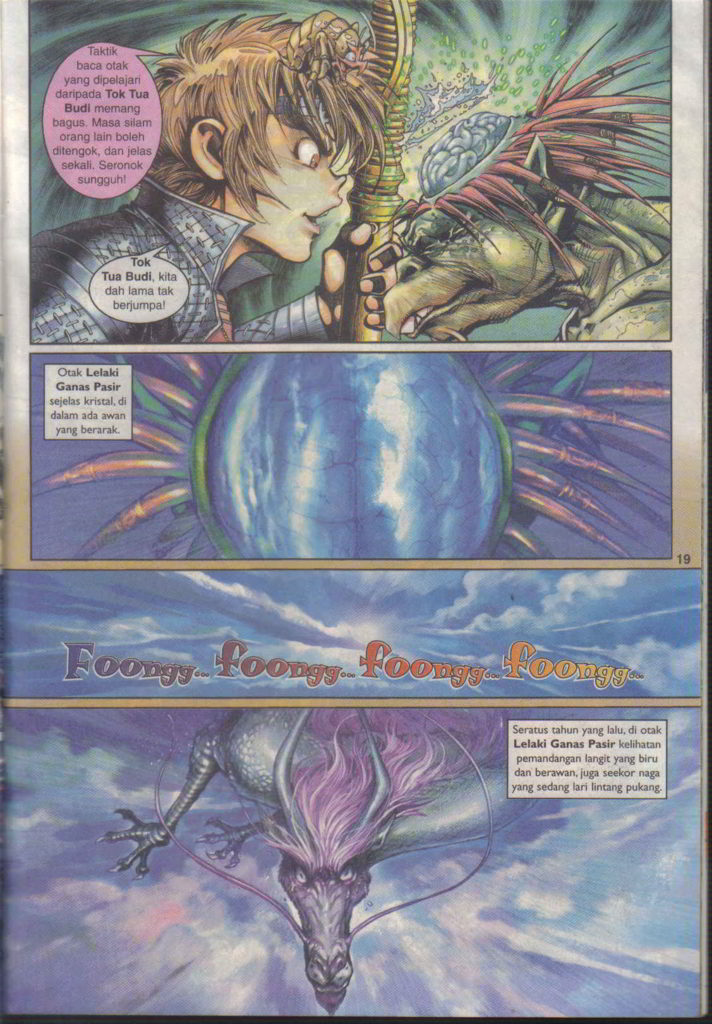 Taktik
baca otak
yang dipelajari
daripada Tok Tua
Budi memang
bagus. Masa silam
orang lain boleh
ditengok, dan jelas
sekali. Seronok
sungguh!
Tok
Tua Budi, kita
dah lama tak
berjumpa!
Otak Lelaki
Ganas Pasir
sejelas kristal, di
dalam ada awan
yang berarak.
19
Foongg... foongg... foongg... foongg...
Seratus tahun yang lalu, di otak
Lelaki Ganas Pasir kelihatan
pemandangan langit yang biru
dan berawan, juga seekor naga
yang sedang lari lintang pukang.